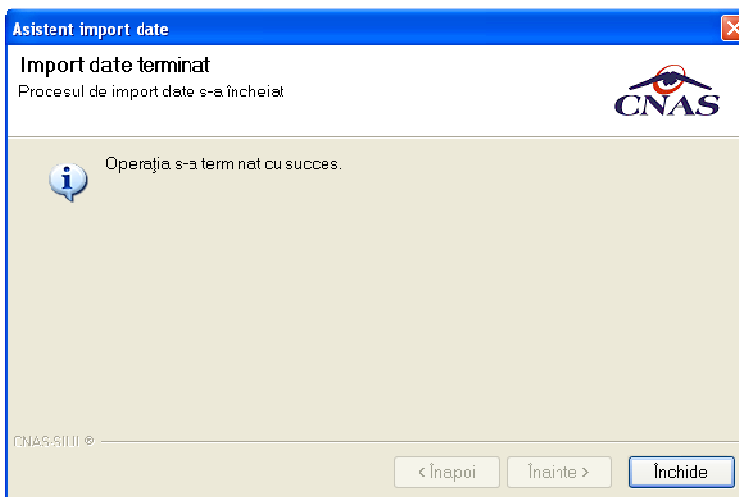 Asistent import date
Import date terminat
Procesul de import date s-a încheiat
CNAS
Operaţia s-a terminat cu succes.
CNAS-SIUI ®
< Înapoi
Înainte >
Închide